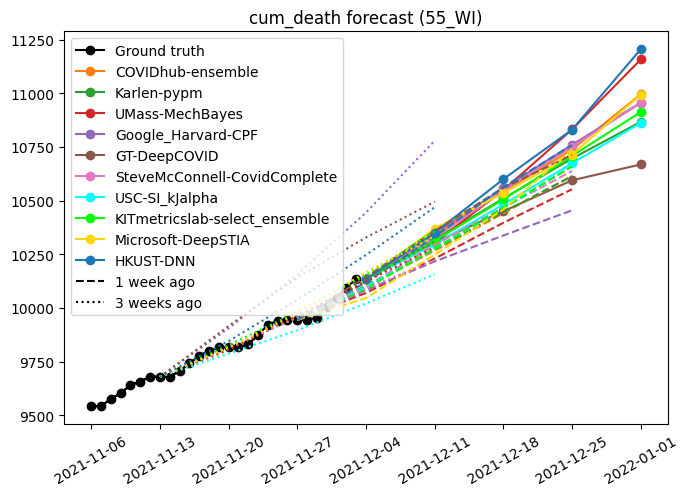 cum_death forecast (55_WI)
11250
11000
10750
10500
10250
10000
9750
9500
Ground truth
COVIDhub-ensemble
Karlen-pypm
UMass-MechBayes
Google_Harvard-CPF
GT-DeepCOVID
SteveMcConnell-CovidComplete
USC-SI_kJalpha
KITmetricslab-select_ensemble
Microsoft-DeepSTIA
HKUST-DNN
1 week ago
3 weeks ago
2021-11-06
2021-11-13
2021-11-20
2021-11-27
2021-12-04
2021-12-11
2021-12-18
2021-12-25
2022-01-01